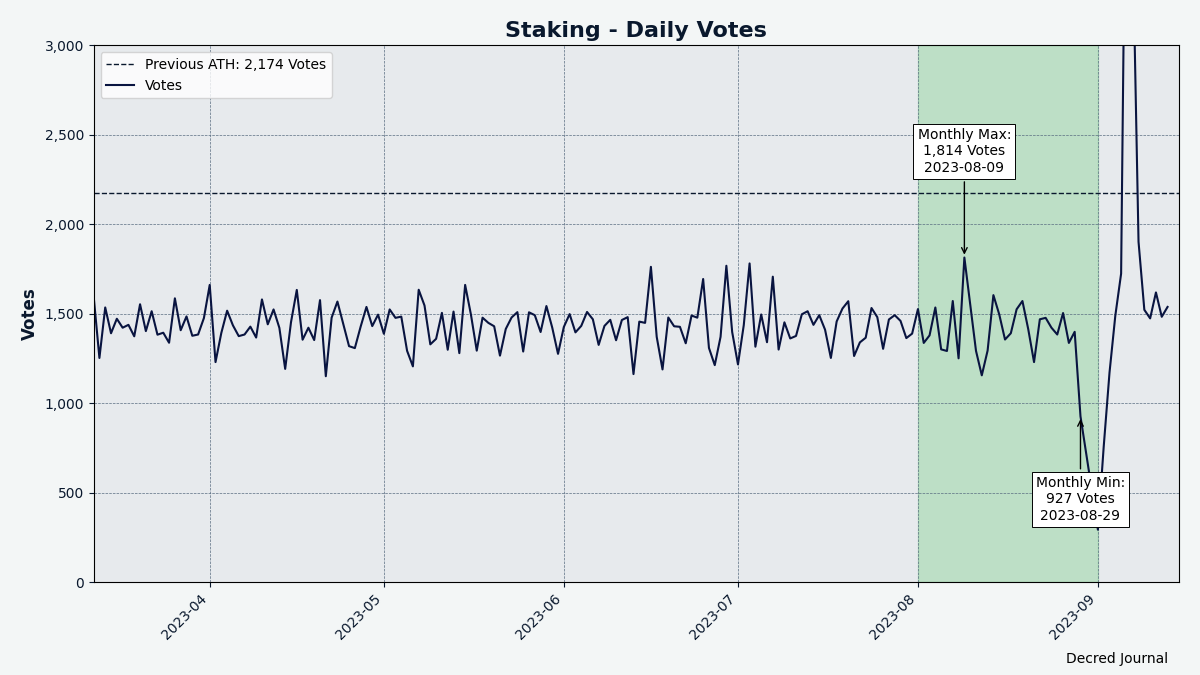 Staking - Daily Votes
Previous ATH: 2,174 Votes
Votes
Monthly Max:
1,814 Votes
2023-08-09
Monthly Min:
927 Votes
2023-08-29
Votes
3,000
2,500
2,000
1,500
1,000
500
0
2023-04
2023-05
2023-06
2023-07
2023-08
2023-09
Decred Journal